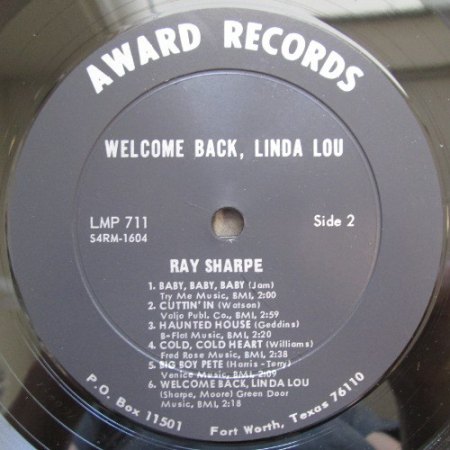 AWARD RECORDS
WELCOME BACK, LINDA LOU
LMP 711
S4RM-1604
Side 2
RAY SHARPE
1. BABY, BABY, BABY (Jam)
Try Me Music, BMI, 2:00
2. CUTTIN' IN (Watson)
Valjo Publ. Co., BMI, 2:59
3. HAUNTED HOUSE (Geddins)
B-Flat Music, BMI, 2:20
4. COLD, COLD HEART (Williams)
Fred Rose Music, BMI, 2:38
5. BIG BOY PETE (Harris - Terry)
Venice Music, BMI, 2:09
6. WELCOME BACK, LINDA LOU
(Sharpe, Moore) Green Door
Music, BMI, 2:18
P.O. Box 11501
Fort Worth, Texas 76110